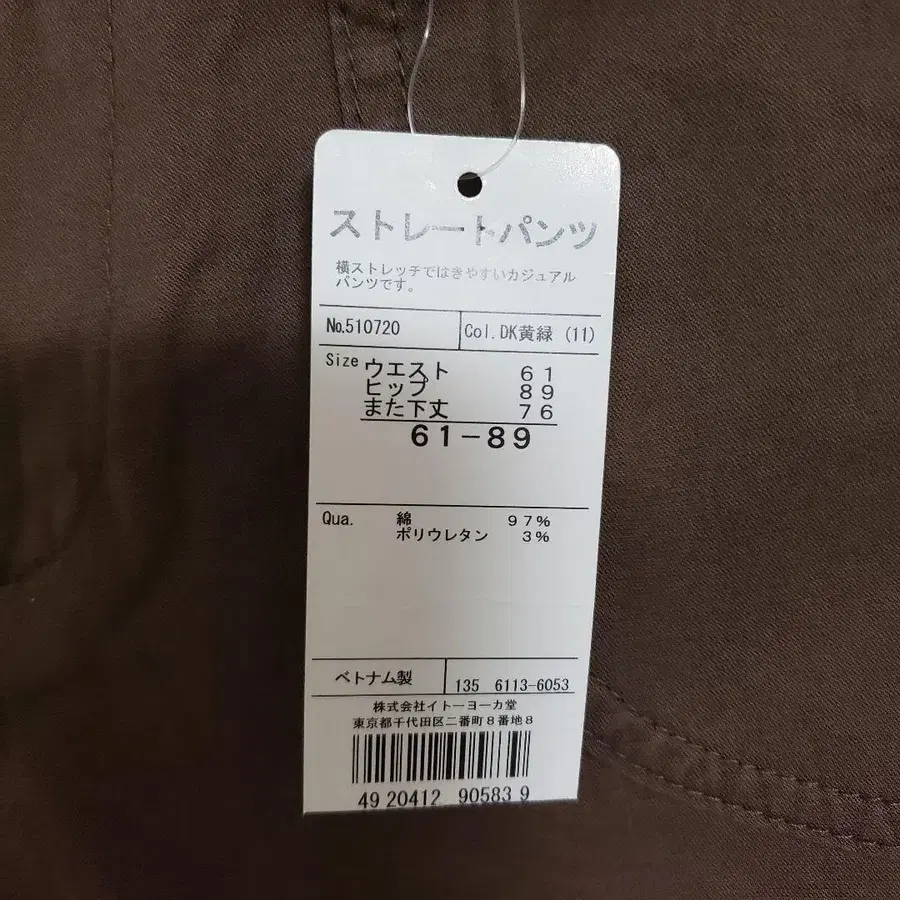 ストレートパンツ
横ストレッチではきやすいカジュアル
パンツです。
No.510720 Col.DK黄緑 (11)
Size ウエスト 61
ヒップ 89
また下丈 76
61-89
Qua. 綿 97%
ポリウレタン 3%
ベトナム製 135 6113-6053
株式会社イトーヨーカ堂
東京都千代田区二番町8番地8
49 20412 90583 9